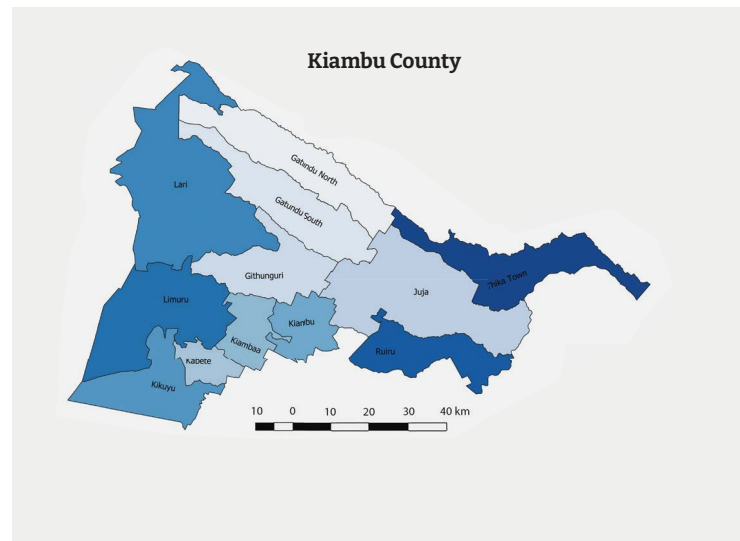 Kiambu County
Gatundu North
Lari
Gatundu South
Githunguri
Thika Town
Juja
Limuru
Kiambu
Kiambaa
Ruiru
Kabete
Kikuyu
10 0 10 20 30 40 km